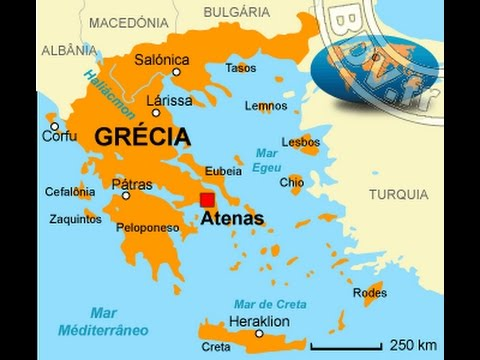 BULGÁRIA
MACEDÓNIA
ALBÂNIA
Salónica
Tasos
Haliácmon
Lárissa
Lemnos
Corfu
GRÉCIA
Lesbos
Mar
Egeu
Eubeia
Chio
Pátras
Cefalônia
TURQUIA
Zaquintos
Atenas
Peloponeso
Rodes
Mar
Méditerrâneo
Mar de Creta
Heraklion
Creta
250 km